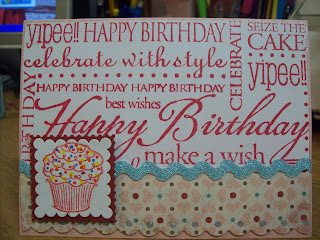 yipee!! HAPPY BIRTHDAY
celebrate with style
CELEBRATE
SEIZE THE
CAKE
yipee!!
HAPPY BIRTHDAY HAPPY BIRTHDAY
best wishes
Happy Birthday
make a wish